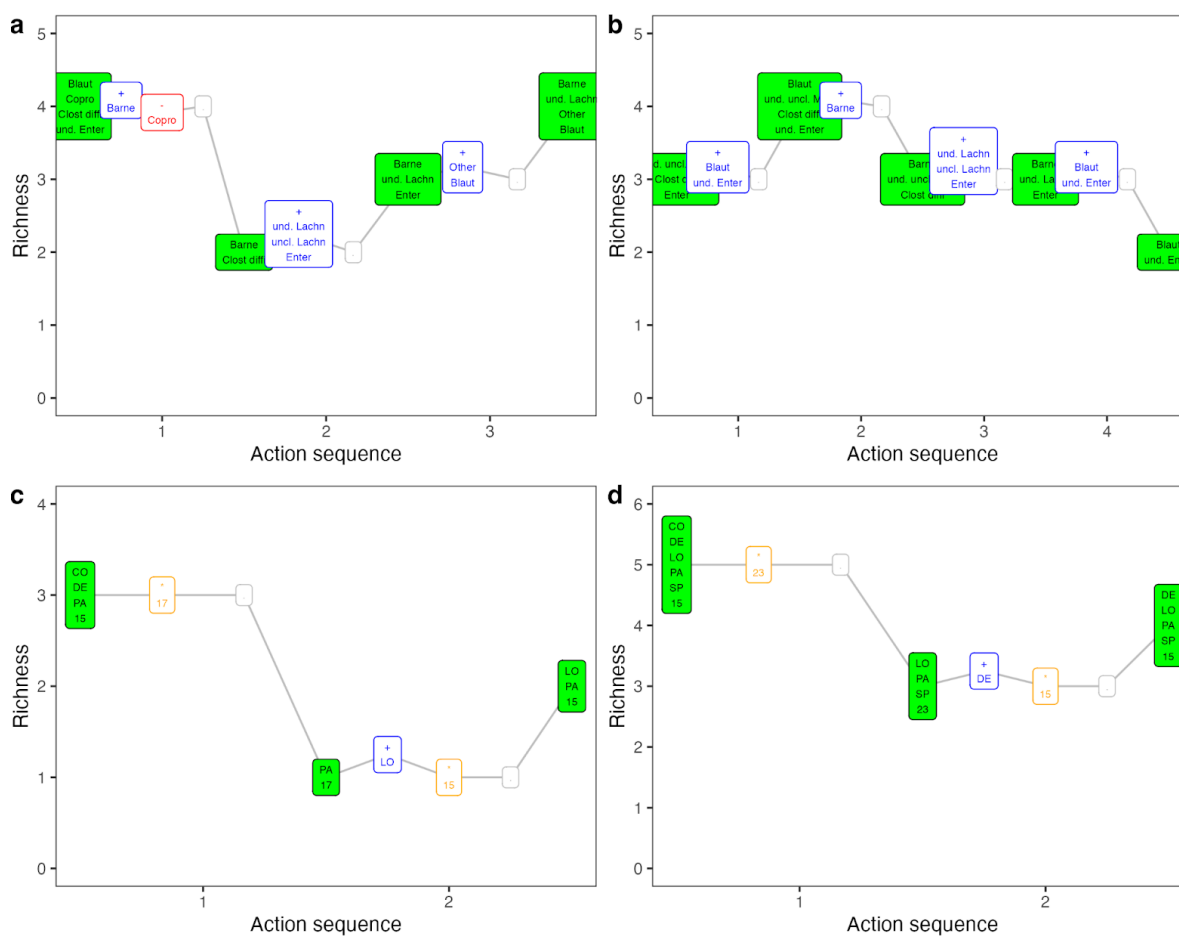 a
5
4
3
2
1
0
Richness
Blaut
Copro
Clost diff
und. Enter
+
Barne
-
Copro
Barne
Clost diff
+
und. Lachn
uncl. Lachn
Enter
Barne
und. Lachn
Enter
+
Other
Blaut
Barne
und. Lachn
Other
Blaut
1
2
3
Action sequence
b
5
4
3
2
1
0
Richness
Enter
+
Blaut
und. Enter
Blaut
und. uncl.
Clost diff
und. Enter
+
Barne
Clost diff
+
und. Lachn
uncl. Lachn
Enter
Enter
+
Blaut
und. Enter
Blaut
und.
1
2
3
4
Action sequence
c
4
3
2
1
0
Richness
CO
DE
PA
15
*
17
PA
17
+
LO
*
15
LO
PA
15
1
2
Action sequence
d
6
5
4
3
2
1
0
Richness
CO
DE
LO
PA
SP
15
*
23
LO
PA
SP
23
+
DE
*
15
DE
LO
PA
SP
15
1
2
Action sequence